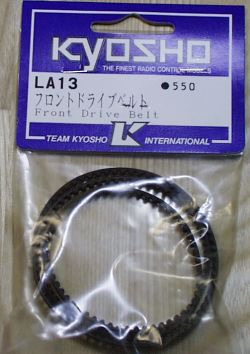 KYOSHO
THE FINEST RADIO CONTROL MODELS
LA13 ●550
フロントドライブベルト
Front Drive Belt
TEAM KYOSHO K INTERNATIONAL